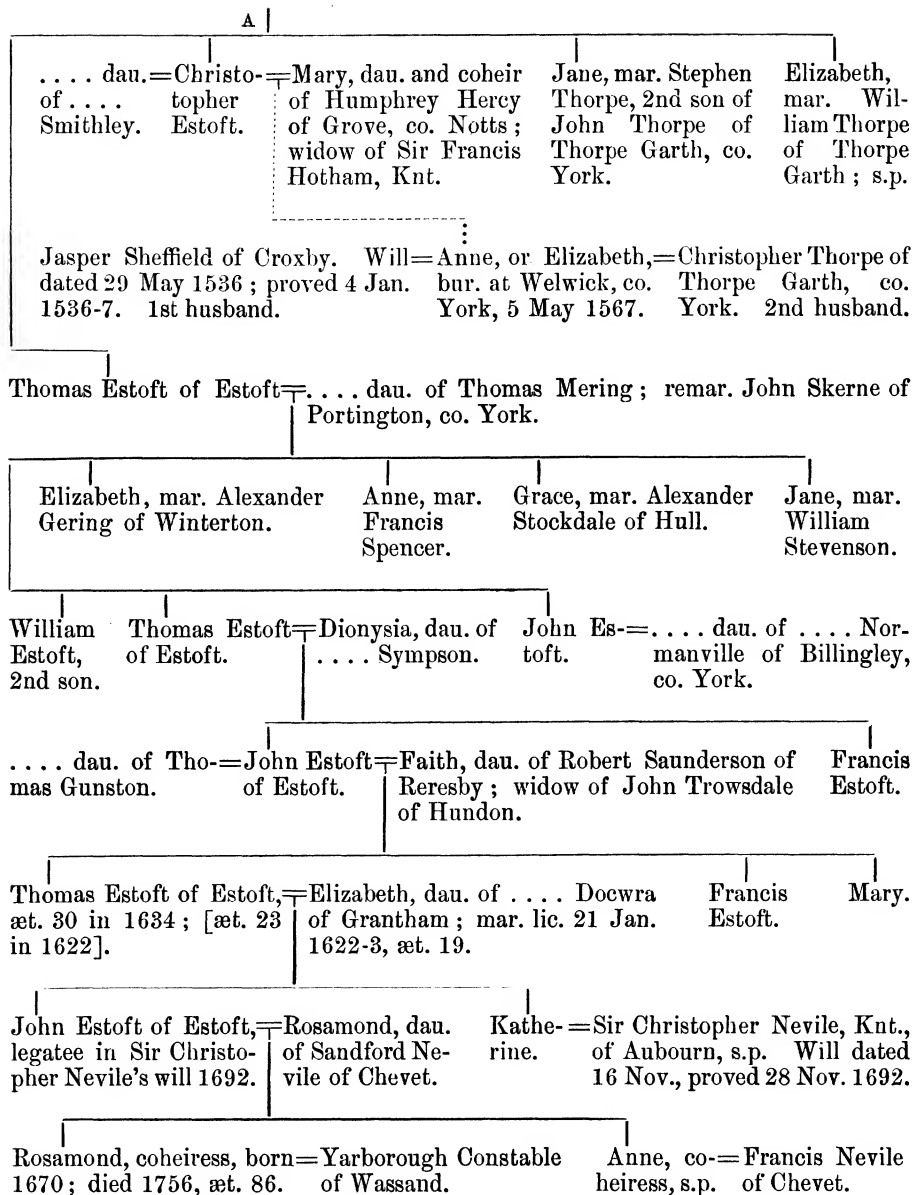 A
. . . . dau.=Christo-=Mary, dau. and coheir Jane, mar. Stephen Elizabeth,
of . . . . topher of Humphrey Hercy Thorpe, 2nd son of mar. Wil-
Smithley. Estoft. of Grove, co. Notts ; John Thorpe of liam Thorpe
widow of Sir Francis Thorpe Garth, co. of Thorpe
Hotham, Knt. York. Garth ; s.p.
Jasper Sheffield of Croxby. Will=Anne, or Elizabeth,=Christopher Thorpe of
dated 29 May 1536 ; proved 4 Jan. bur. at Welwick, co. Thorpe Garth, co.
1536-7. 1st husband. York, 5 May 1567. York. 2nd husband.
Thomas Estoft of Estoft=. . . . dau. of Thomas Mering ; remar. John Skerne of
Portington, co. York.
Elizabeth, mar. Alexander Anne, mar. Grace, mar. Alexander Jane, mar.
Gering of Winterton. Francis Stockdale of Hull. William
Spencer. Stevenson.
William Thomas Estoft=Dionysia, dau. of John Es-=. . . . dau. of . . . . Nor-
Estoft, of Estoft. . . . . Sympson. toft. manville of Billingley,
2nd son. co. York.
. . . . dau. of Tho-=John Estoft=Faith, dau. of Robert Saunderson of Francis
mas Gunston. of Estoft. Reresby ; widow of John Trowsdale Estoft.
of Hundon.
Thomas Estoft of Estoft,=Elizabeth, dau. of . . . . Docwra Francis Mary.
æt. 30 in 1634 ; [æt. 23 of Grantham ; mar. lic. 21 Jan. Estoft.
in 1622]. 1622-3, æt. 19.
John Estoft of Estoft,=Rosamond, dau. Kathe-=Sir Christopher Nevile, Knt.,
legatee in Sir Christo- of Sandford Ne- rine. of Aubourn, s.p. Will dated
pher Nevile's will 1692. vile of Chevet. 16 Nov., proved 28 Nov. 1692.
Rosamond, coheiress, born=Yarborough Constable Anne, co-=Francis Nevile
1670 ; died 1756, æt. 86. of Wassand. heiress, s.p. of Chevet.